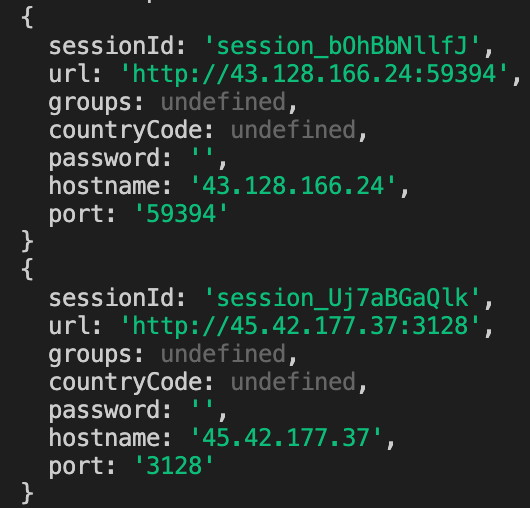 {
  sessionId: 'session_bOhBbNllfJ',
  url: 'http://43.128.166.24:59394',
  groups: undefined,
  countryCode: undefined,
  password: '',
  hostname: '43.128.166.24',
  port: '59394'
}
{
  sessionId: 'session_Uj7aBGaQlk',
  url: 'http://45.42.177.37:3128',
  groups: undefined,
  countryCode: undefined,
  password: '',
  hostname: '45.42.177.37',
  port: '3128'
}